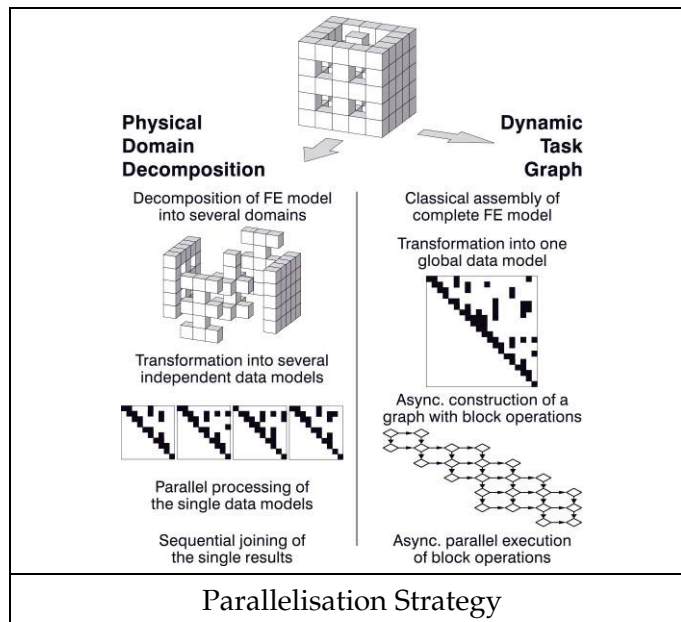 Physical
Domain
Decomposition
Dynamic
Task
Graph
Decomposition of FE model
into several domains
Transformation into several
independent data models
Parallel processing of
the single data models
Sequential joining of
the single results
Classical assembly of
complete FE model
Transformation into one
global data model
Async. construction of a
graph with block operations
Async. parallel execution
of block operations
Parallelisation Strategy